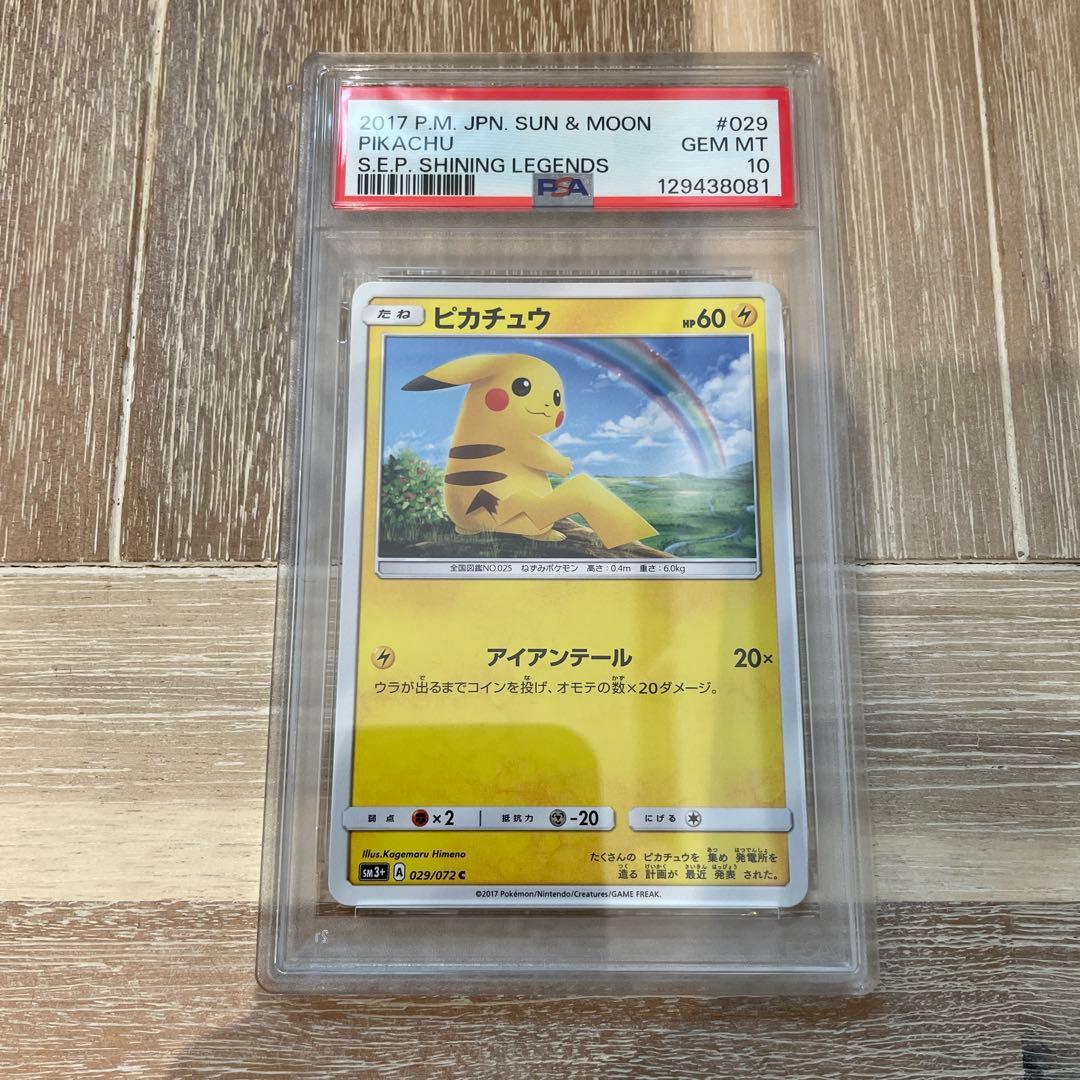 2017 P.M. JPN. SUN & MOON #029
PIKACHU GEM MT
S.E.P. SHINING LEGENDS 10
PSA 129438081
たね ピカチュウ HP60
全国図鑑NO.025 ねずみポケモン 高さ:0.4m 重さ:6.0kg
アイアンテール 20×
ウラが出るまでコインを投げ、オモテの数×20ダメージ。
弱点 ×2 抵抗力 -20 にげる
Illus.Kagemaru Himeno
たくさんの ピカチュウを 集め 発電所を
造る 計画が 最近 発表 された。
SM3+ A 029/072 C
©2017 Pokémon/Nintendo/Creatures/GAME FREAK.